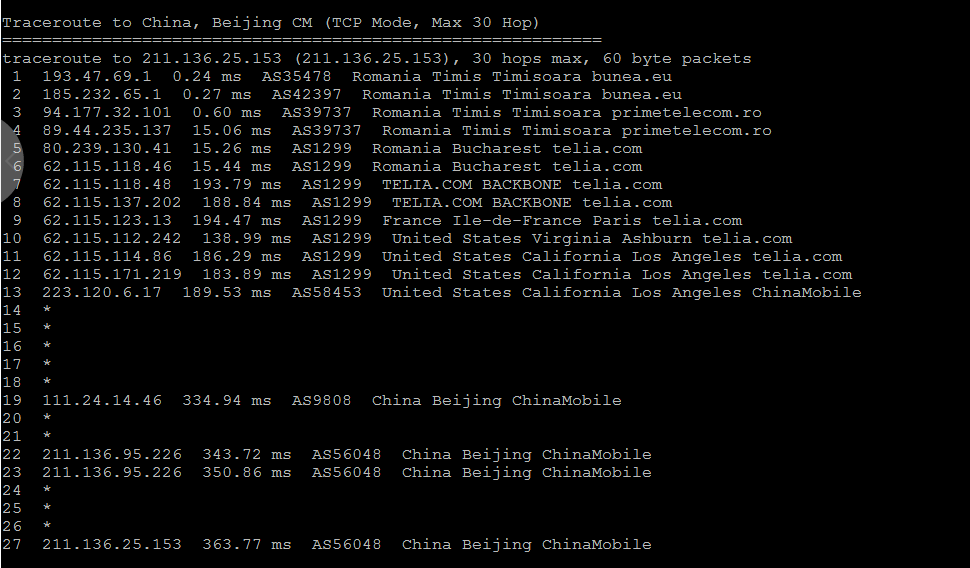 Traceroute to China, Beijing CM (TCP Mode, Max 30 Hop)
============================================================
traceroute to 211.136.25.153 (211.136.25.153), 30 hops max, 60 byte packets
1  193.47.69.1  0.24 ms  AS35478  Romania Timis Timisoara bunea.eu
2  185.232.65.1  0.27 ms  AS42397  Romania Timis Timisoara bunea.eu
3  94.177.32.101  0.60 ms  AS39737  Romania Timis Timisoara primetelecom.ro
4  89.44.235.137  15.06 ms  AS39737  Romania Timis Timisoara primetelecom.ro
5  80.239.130.41  15.26 ms  AS1299  Romania Bucharest telia.com
6  62.115.118.46  15.44 ms  AS1299  Romania Bucharest telia.com
7  62.115.118.48  193.79 ms  AS1299  TELIA.COM BACKBONE telia.com
8  62.115.137.202  188.84 ms  AS1299  TELIA.COM BACKBONE telia.com
9  62.115.123.13  194.47 ms  AS1299  France Ile-de-France Paris telia.com
10  62.115.112.242  138.99 ms  AS1299  United States Virginia Ashburn telia.com
11  62.115.114.86  186.29 ms  AS1299  United States California Los Angeles telia.com
12  62.115.171.219  183.89 ms  AS1299  United States California Los Angeles telia.com
13  223.120.6.17  189.53 ms  AS58453  United States California Los Angeles ChinaMobile
14  *
15  *
16  *
17  *
18  *
19  111.24.14.46  334.94 ms  AS9808  China Beijing ChinaMobile
20  *
21  *
22  211.136.95.226  343.72 ms  AS56048  China Beijing ChinaMobile
23  211.136.95.226  350.86 ms  AS56048  China Beijing ChinaMobile
24  *
25  *
26  *
27  211.136.25.153  363.77 ms  AS56048  China Beijing ChinaMobile